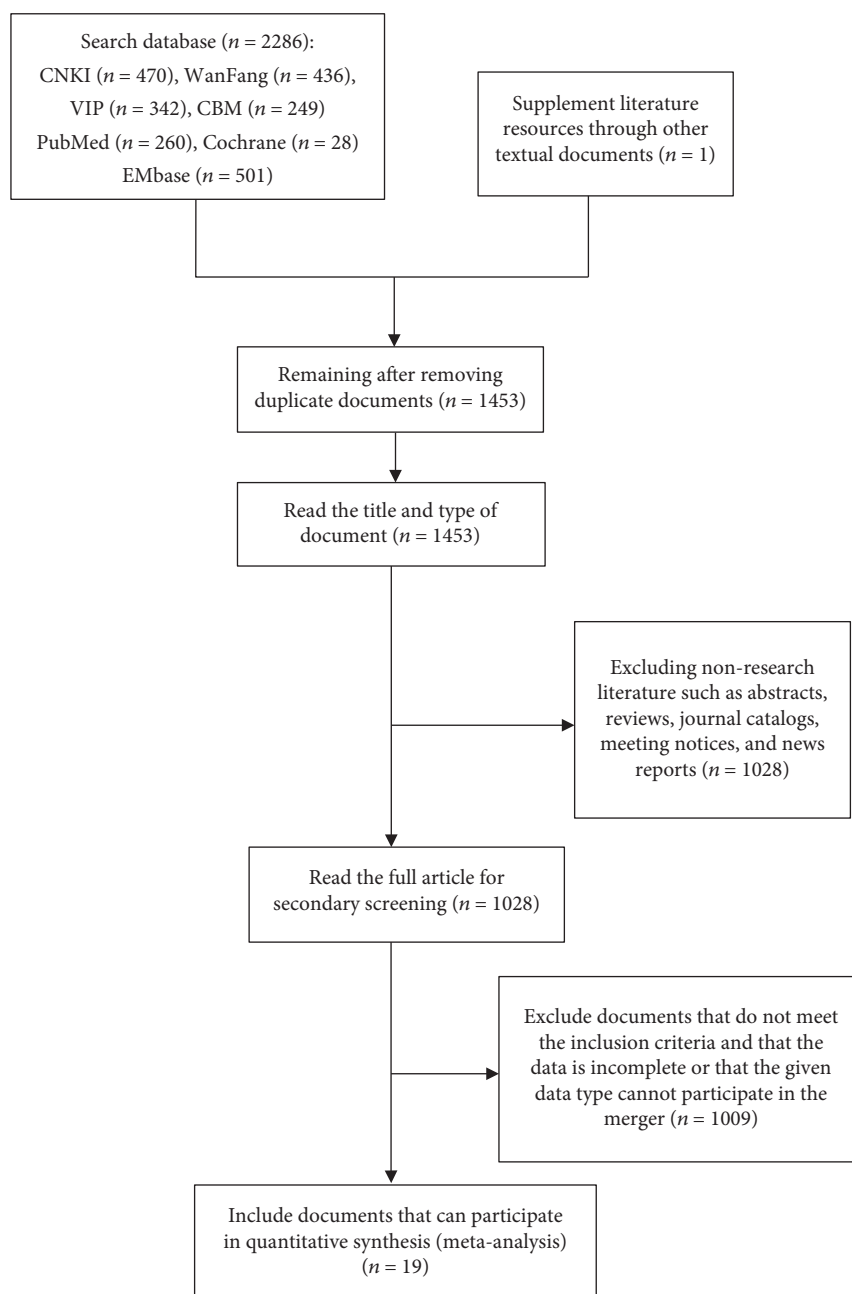 Search database (n = 2286):
CNKI (n = 470), WanFang (n = 436),
VIP (n = 342), CBM (n = 249)
PubMed (n = 260), Cochrane (n = 28)
EMbase (n = 501)
Supplement literature
resources through other
textual documents (n = 1)
Remaining after removing
duplicate documents (n = 1453)
Read the title and type of
document (n = 1453)
Excluding non-research
literature such as abstracts,
reviews, journal catalogs,
meeting notices, and news
reports (n = 1028)
Read the full article for
secondary screening (n = 1028)
Exclude documents that do not meet
the inclusion criteria and that the
data is incomplete or that the given
data type cannot participate in the
merger (n = 1009)
Include documents that can participate
in quantitative synthesis (meta-analysis)
(n = 19)